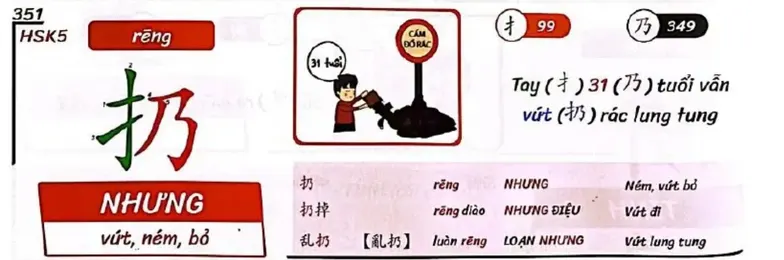 351
HSK5
rēng
扔
NHƯNG
vứt, ném, bỏ
31 tuổi
CẤM
ĐỔ RÁC
扌 99
乃 349
Tay (扌) 31 (乃) tuổi vẫn
vứt (扔) rác lung tung
扔 rēng NHƯNG Ném, vứt bỏ
扔掉 rēng diào NHƯNG ĐIỆU Vứt đi
乱扔 【亂扔】 luàn rēng LOẠN NHƯNG Vứt lung tung